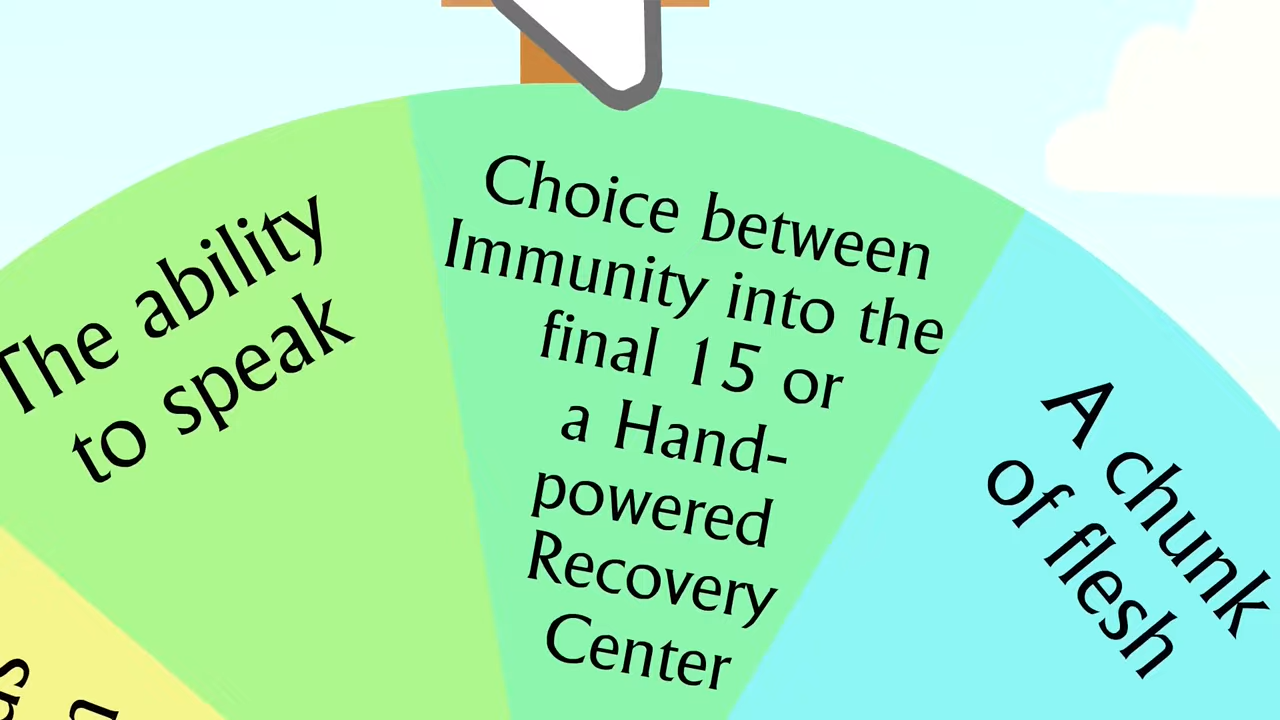 The ability
to speak
Choice between
Immunity into the
final 15 or
a Hand-
powered
Recovery
Center
A chunk
of flesh